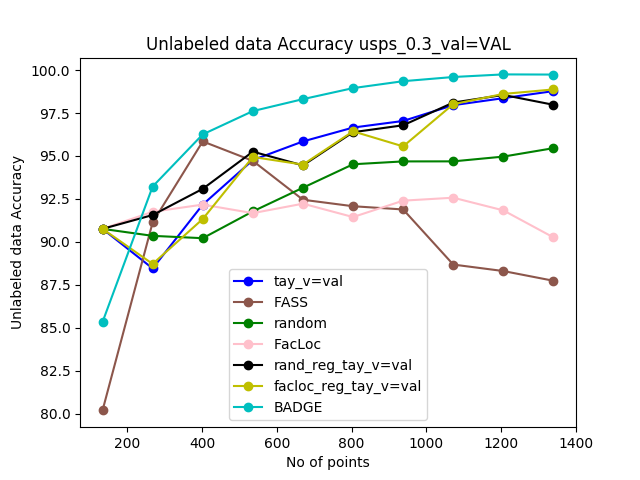 Unlabeled data Accuracy usps_0.3_val=VAL
Unlabeled data Accuracy
100.0
97.5
95.0
92.5
90.0
87.5
85.0
82.5
80.0
tay_v=val
FASS
random
FacLoc
rand_reg_tay_v=val
facloc_reg_tay_v=val
BADGE
200
400
600
800
1000
1200
1400
No of points